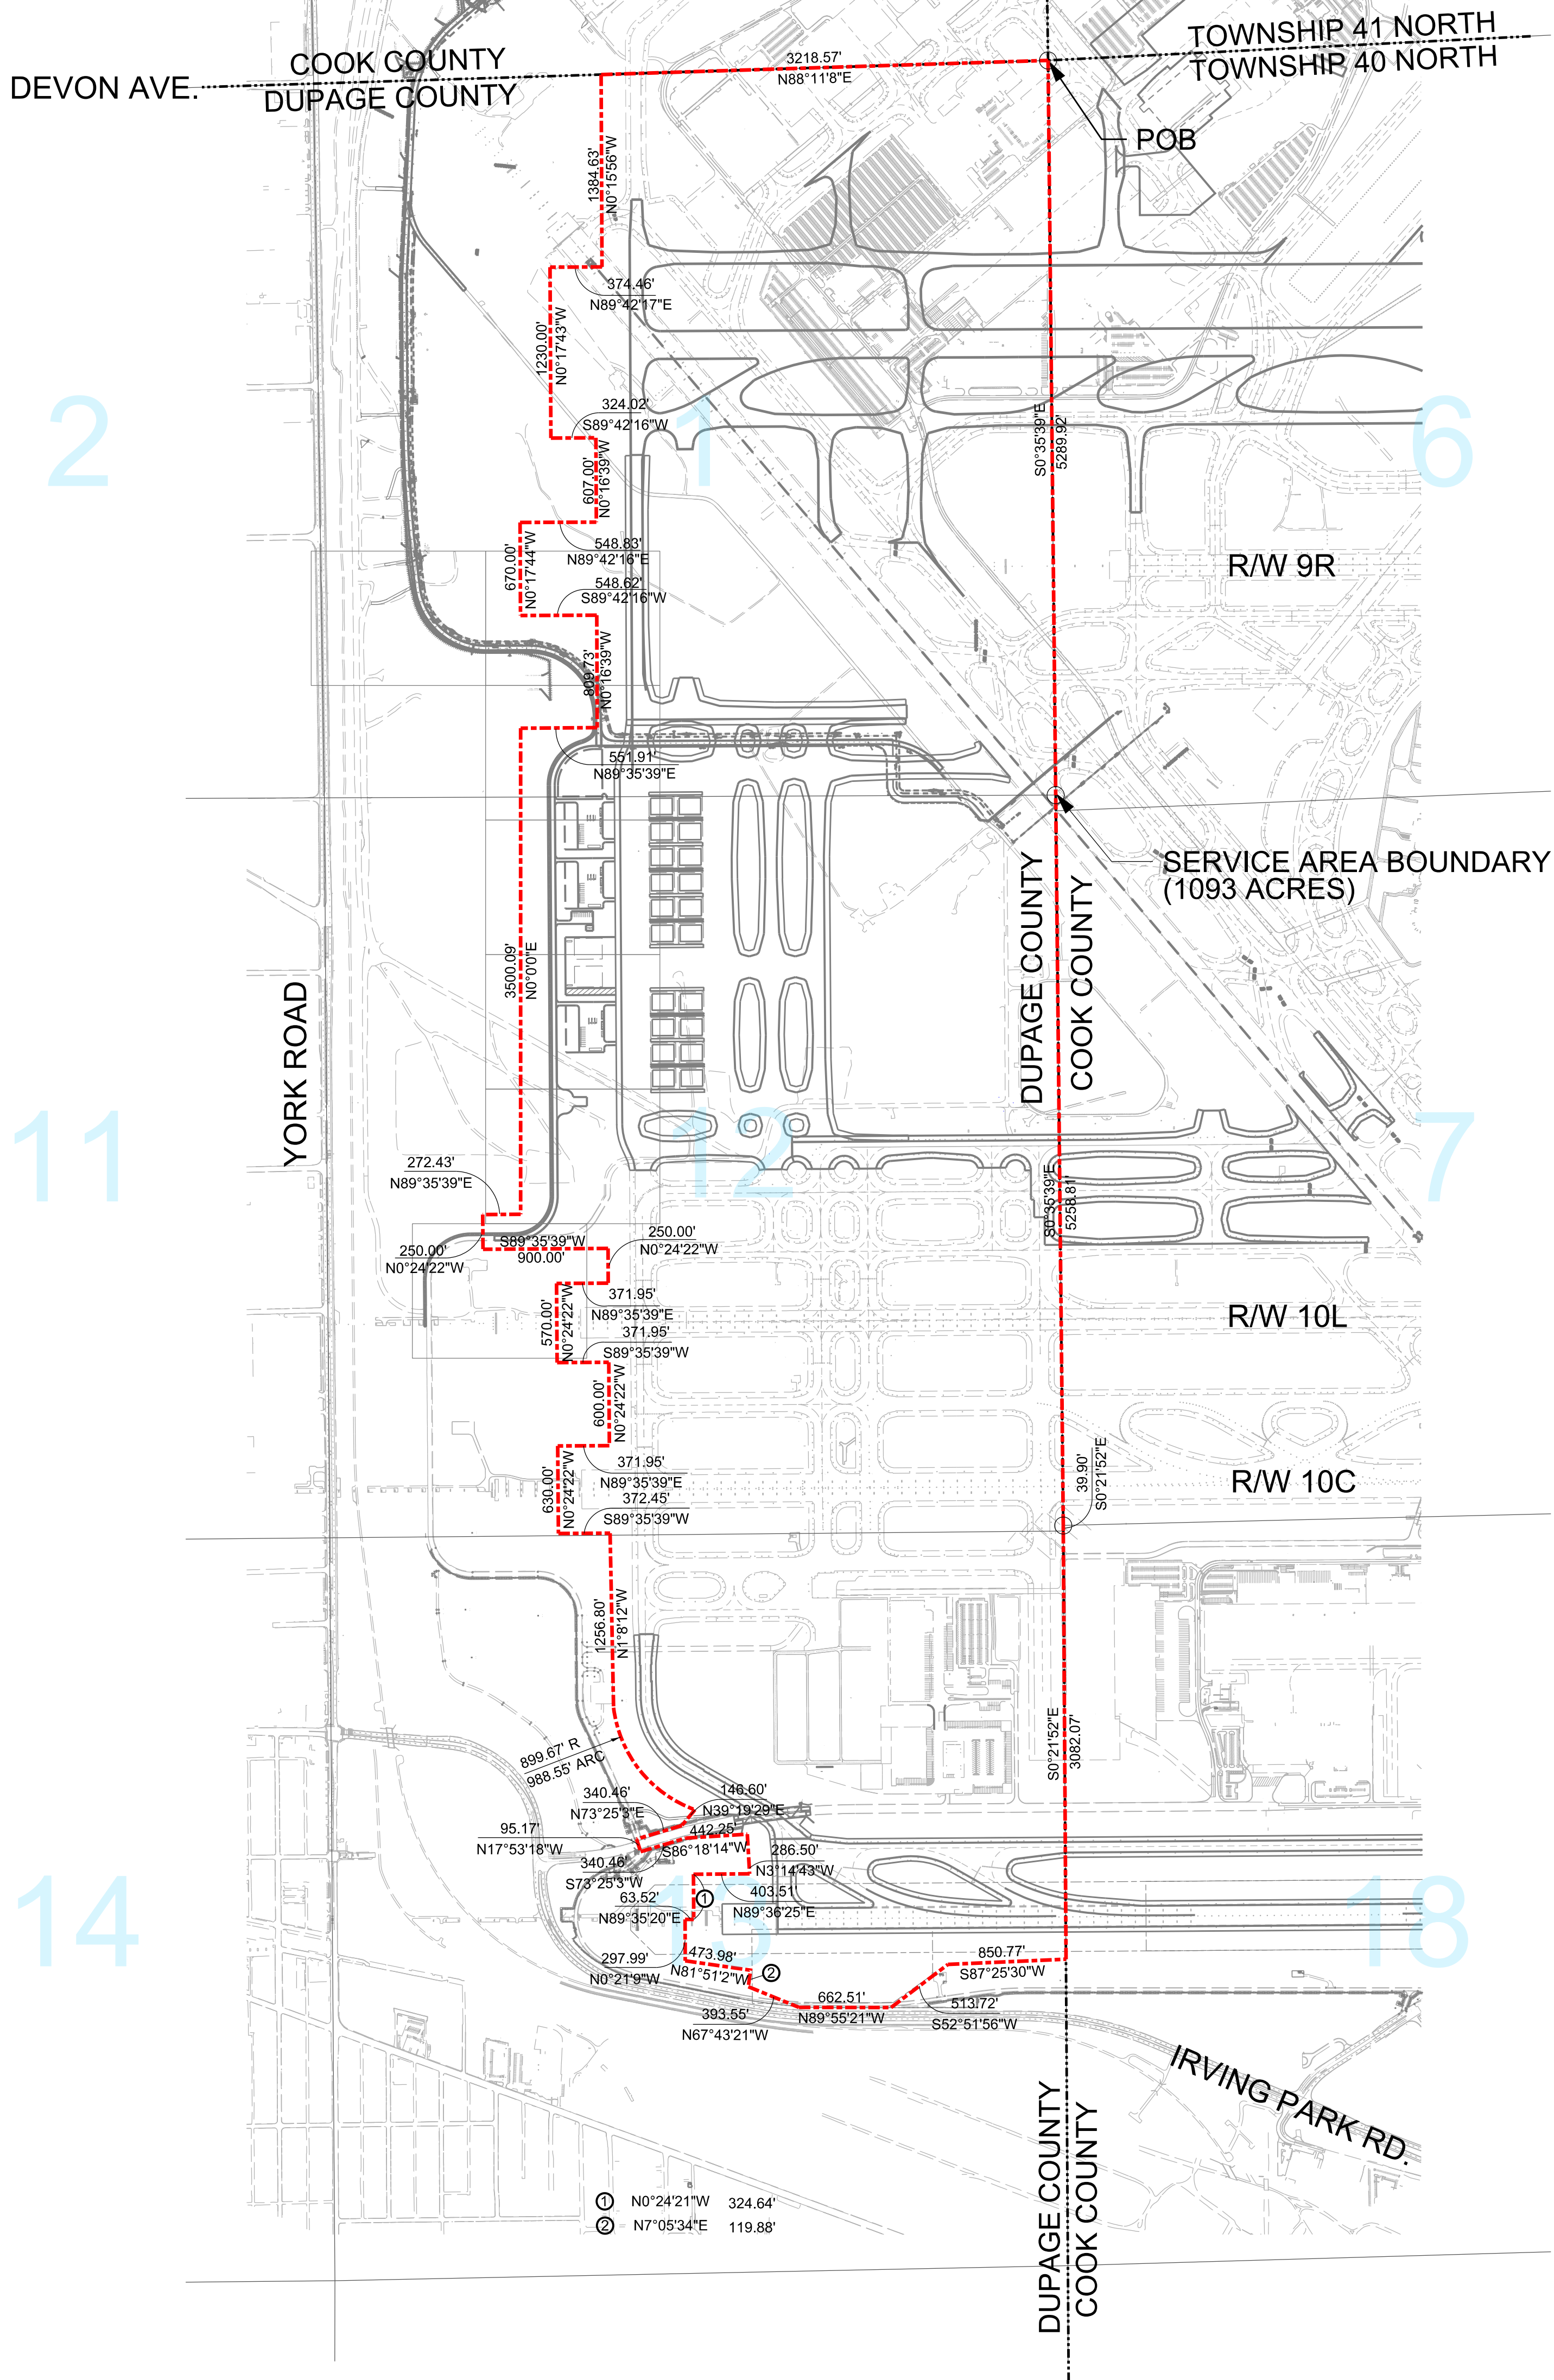 TOWNSHIP 41 NORTH
TOWNSHIP 40 NORTH
COOK COUNTY
DUPAGE COUNTY
DEVON AVE.
3218.57'
N88°11'8"E
POB
1384.63'
N0°15'56"W
374.46'
N89°42'17"E
1230.00'
N0°17'43"W
324.02'
S89°42'16"W
2
1
6
S0°35'39"E
5289.92'
607.00'
N0°16'39"W
548.83'
N89°42'16"E
670.00'
N0°17'44"W
548.62'
S89°42'16"W
R/W 9R
809.73'
N0°16'39"W
551.91'
N89°35'39"E
SERVICE AREA BOUNDARY
(1093 ACRES)
DUPAGE COUNTY
COOK COUNTY
3500.09'
N0°0'0"E
YORK ROAD
11
12
7
272.43'
N89°35'39"E
S0°35'39"E
5258.81'
250.00'
N0°24'22"W
S89°35'39"W
900.00'
250.00'
N0°24'22"W
371.95'
N89°35'39"E
570.00'
N0°24'22"W
371.95'
S89°35'39"W
R/W 10L
600.00'
N0°24'22"W
371.95'
N89°35'39"E
630.00'
N0°24'22"W
372.45'
S89°35'39"W
39.90'
S0°21'52"E
R/W 10C
1256.80'
N1°8'12"W
S0°21'52"E
3082.07'
899.67' R
988.55' ARC
340.46'
N73°25'3"E
146.60'
N39°19'29"E
95.17'
N17°53'18"W
442.25'
S86°18'14"W
340.46'
S73°25'3"W
286.50'
N3°14'43"W
63.52'
N89°35'20"E
1
403.51'
N89°36'25"E
14
13
18
297.99'
N0°21'9"W
473.98'
N81°51'2"W
2
850.77'
S87°25'30"W
393.55'
N67°43'21"W
662.51'
N89°55'21"W
513.72'
S52°51'56"W
IRVING PARK RD.
DUPAGE COUNTY
COOK COUNTY
1 N0°24'21"W 324.64'
2 N7°05'34"E 119.88'